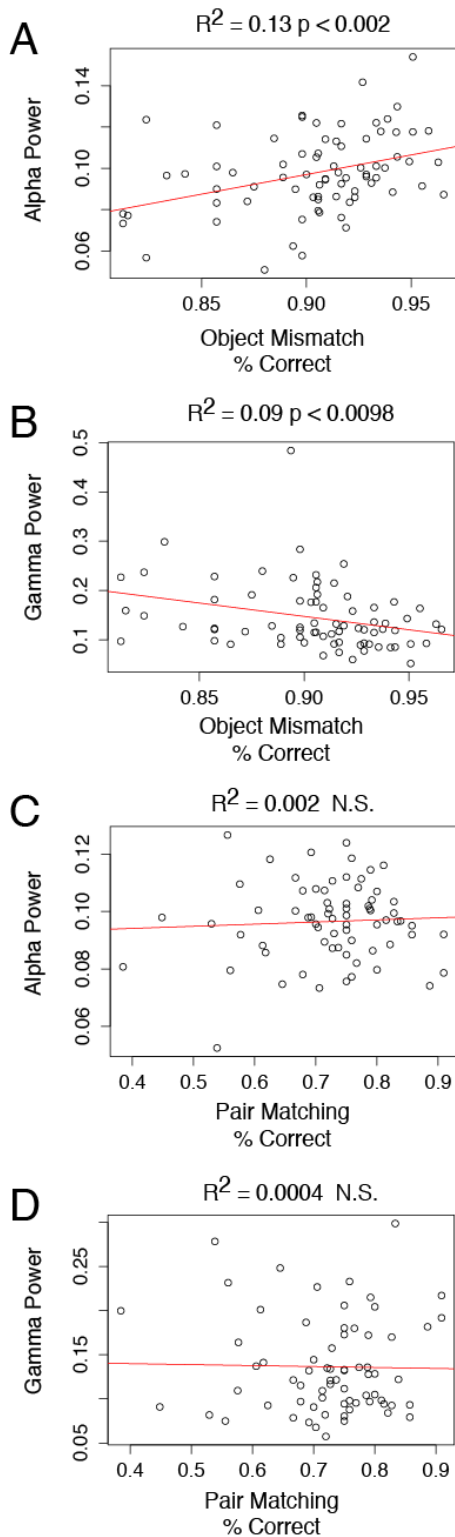 A
R² = 0.13 p < 0.002
Alpha Power
0.14
0.10
0.06
0.85 0.90 0.95
Object Mismatch
% Correct
B
R² = 0.09 p < 0.0098
Gamma Power
0.5
0.4
0.3
0.2
0.1
0.85 0.90 0.95
Object Mismatch
% Correct
C
R² = 0.002 N.S.
Alpha Power
0.12
0.10
0.08
0.06
0.4 0.5 0.6 0.7 0.8 0.9
Pair Matching
% Correct
D
R² = 0.0004 N.S.
Gamma Power
0.25
0.15
0.05
0.4 0.5 0.6 0.7 0.8 0.9
Pair Matching
% Correct